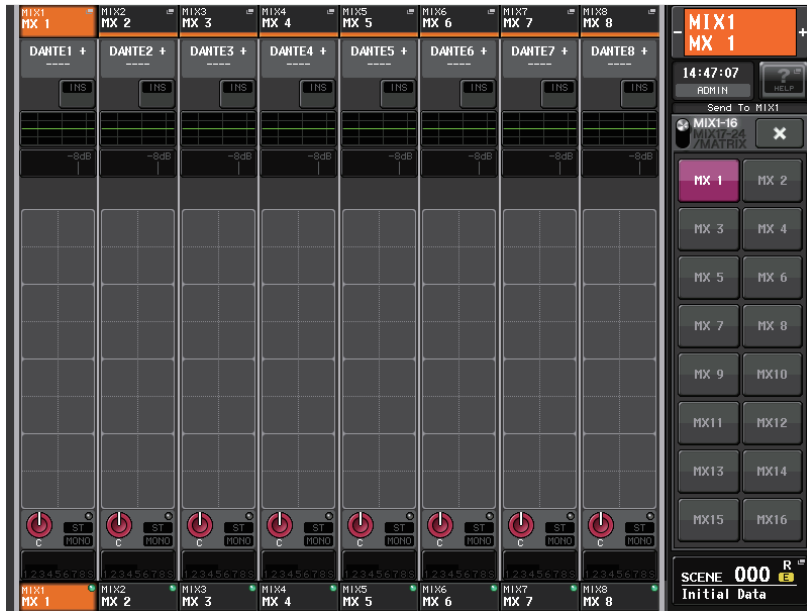 MIX1 MIX2 MIX3 MIX4 MIX5 MIX6 MIX7 MIX8
MX 1 MX 2 MX 3 MX 4 MX 5 MX 6 MX 7 MX 8
DANTE1 + DANTE2 + DANTE3 + DANTE4 + DANTE5 + DANTE6 + DANTE7 + DANTE8 +
---- ---- ---- ---- ---- ---- ---- ----
INS INS INS INS INS INS INS INS
-8dB -8dB -8dB -8dB -8dB -8dB -8dB
ST ST ST ST ST ST ST ST
C MONO C MONO C MONO C MONO C MONO C MONO C MONO C MONO
12345678 12345678 12345678 12345678 12345678 12345678 12345678 12345678
MIX1 MIX2 MIX3 MIX4 MIX5 MIX6 MIX7 MIX8
MX 1 MX 2 MX 3 MX 4 MX 5 MX 6 MX 7 MX 8
- MIX1 +
MX 1
14:47:07
ADMIN
?
HELP
Send To MIX1
MIX1-16
MIX17-24
/MATRIX
×
MX 1 MX 2
MX 3 MX 4
MX 5 MX 6
MX 7 MX 8
MX 9 MX10
MX11 MX12
MX13 MX14
MX15 MX16
SCENE 000 R E
Initial Data